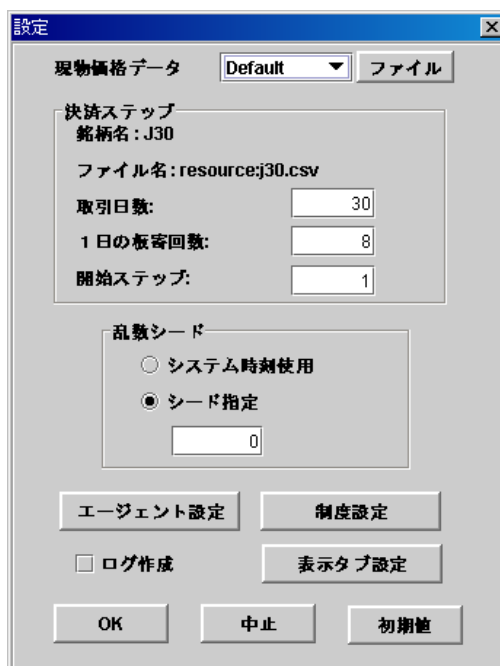 設定
現物価格データ Default ファイル
決済ステップ
銘柄名 : J30
ファイル名 : resource:j30.csv
取引日数: 30
1日の板寄回数: 8
開始ステップ: 1
乱数シード
システム時刻使用
シード指定
0
エージェント設定 制度設定
ログ作成 表示タブ設定
OK 中止 初期値